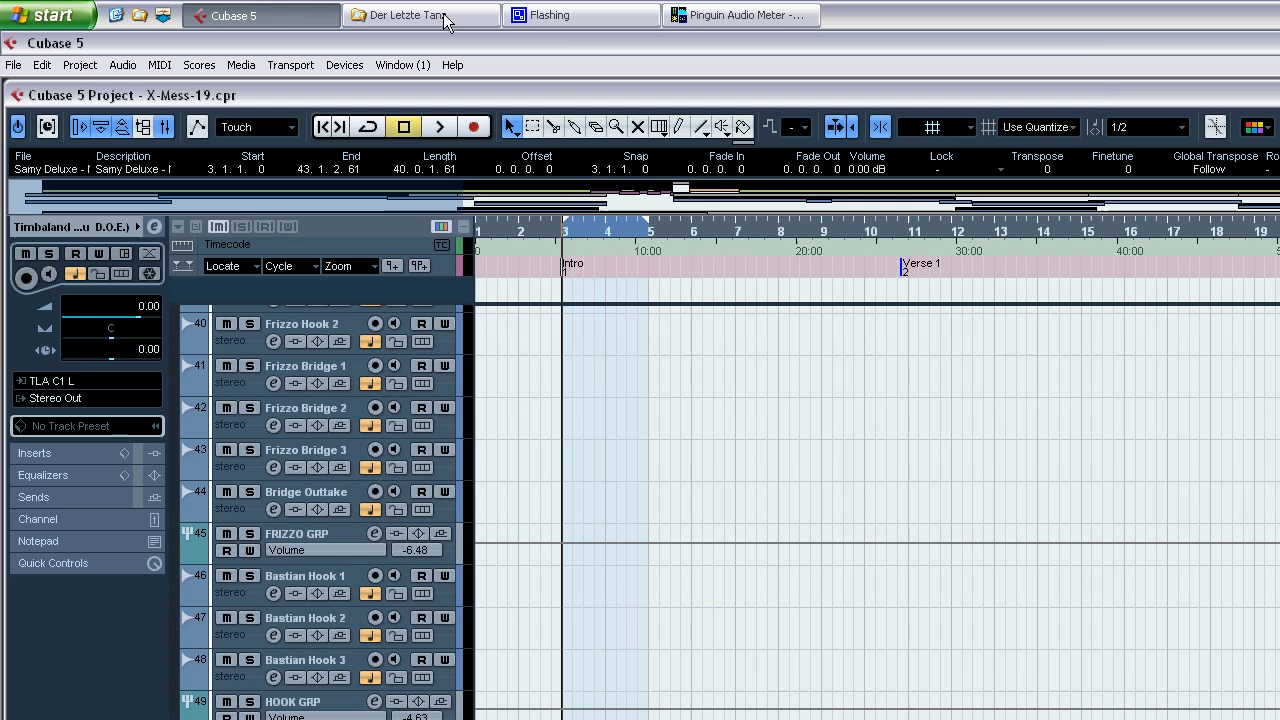 start
Cubase 5
Der Letzte Tan
Flashing
Pinguin Audio Meter -...
Cubase 5
File Edit Project Audio MIDI Scores Media Transport Devices Window (1) Help
Cubase 5 Project - X-Mess-19.cpr
Touch
Use Quantize
1/2
File Description Start End Length Offset Snap Fade In Fade Out Volume Lock Transpose Finetune Global Transpose Ro
Samy Deluxe - I Samy Deluxe - I 3. 1. 1. 0 43. 1. 2. 61 40. 0. 1. 61 0. 0. 0. 0 3. 1. 1. 0 0. 0. 0. 0 0. 0. 0. 0 0.00 dB - 0 0 Follow -
Timbaland ...u D.O.E.) e
1 2 3 4 5 6 7 8 9 10 11 12 13 14 15 16 17 18 19
Timecode TC
0 10:00 20:00 30:00 40:00
M S R W
Locate Cycle Zoom
Intro
1
Verse 1
2
0.00
C
0.00
TLA C1 L
Stereo Out
No Track Preset
Inserts
Equalizers
Sends
Channel
Notepad
Quick Controls
40 m S Frizzo Hook 2 R W
stereo e
41 m S Frizzo Bridge 1 R W
stereo e
42 m S Frizzo Bridge 2 R W
stereo e
43 m S Frizzo Bridge 3 R W
stereo e
44 m S Bridge Outtake R W
stereo e
45 m S FRIZZO GRP e
R W Volume -6.48
46 m S Bastian Hook 1 R W
stereo e
47 m S Bastian Hook 2 R W
stereo e
48 m S Bastian Hook 3 R W
stereo e
49 m S HOOK GRP e
R W Volume -4.63